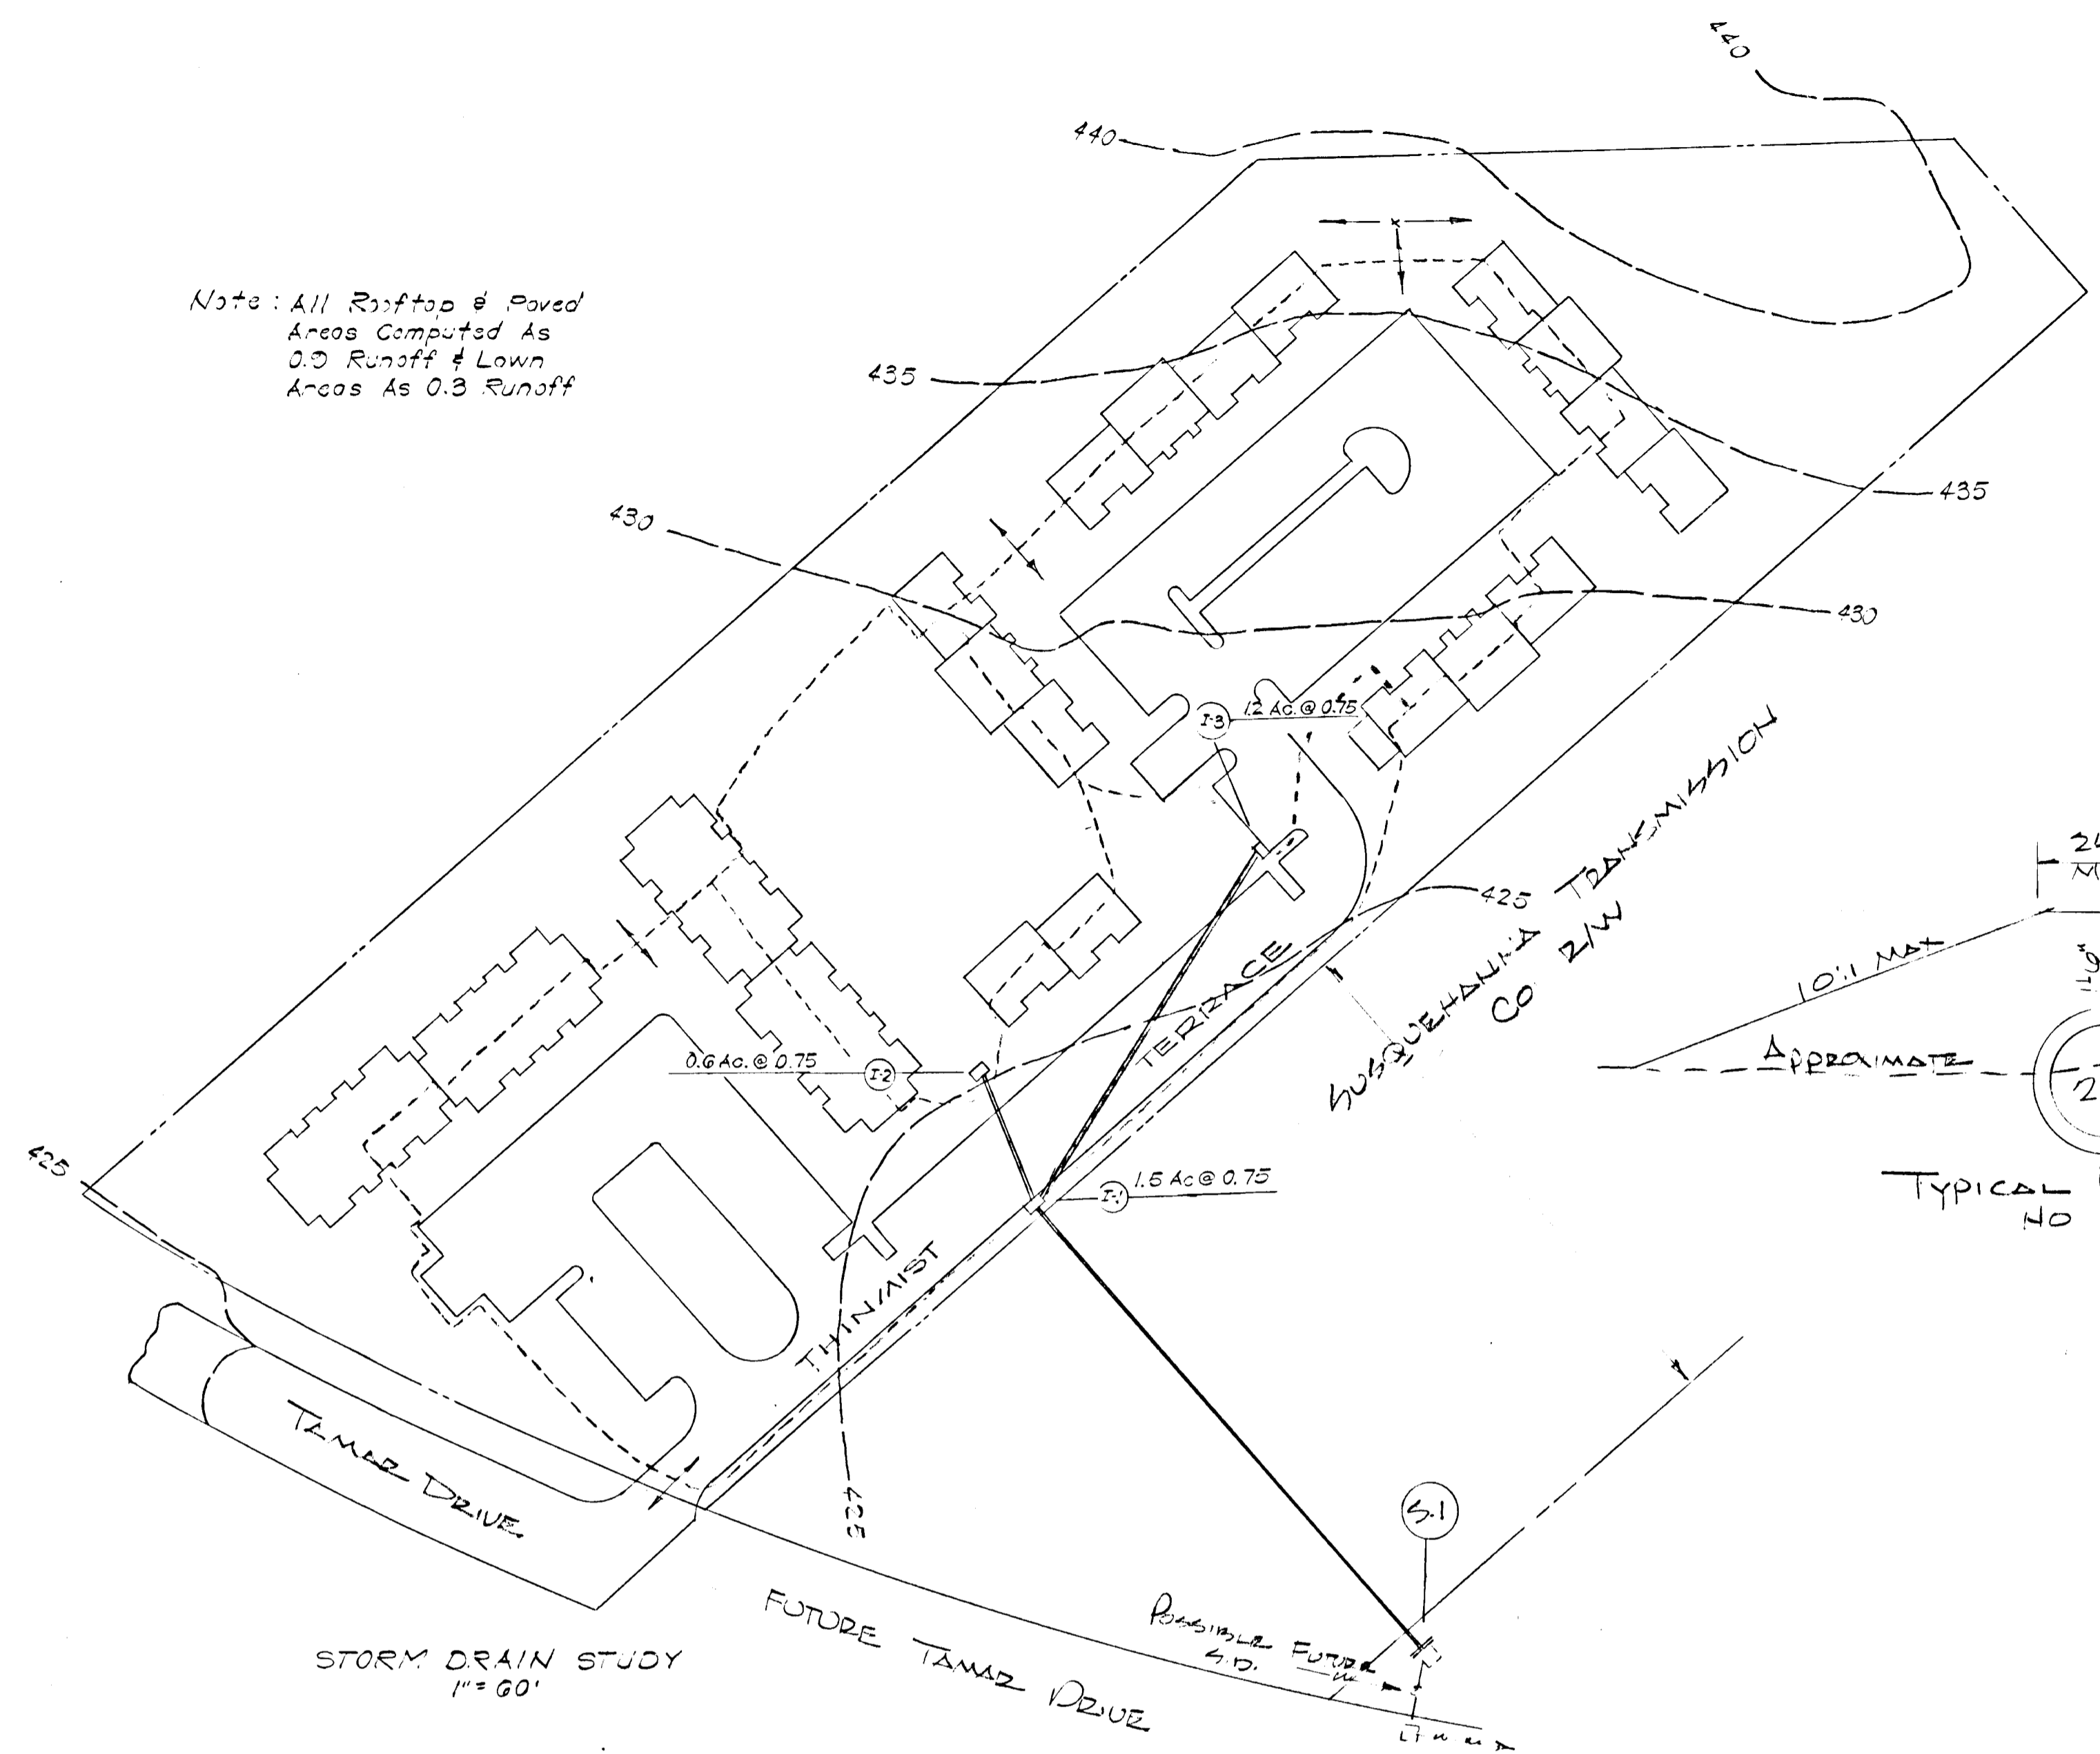 440
440
Note: All Rooftop & Paved
Areas Computed As
0.9 Runoff & Lawn
Areas As 0.3 Runoff
435
435
430
430
I-3
1.2 Ac. @ 0.75
425
SUSQUEHANNA TRANSMISSION
CO R/W
10:1 MAX
APPROXIMATE
2
TYPICAL
NO
0.6 Ac. @ 0.75
I-2
I-1
1.5 Ac @ 0.75
THINMIST TERRACE
425
425
TAMAR DRIVE
S.1
FUTURE TAMAR DRIVE
POSSIBLE FUTURE
S.D.
STORM DRAIN STUDY
1" = 60'